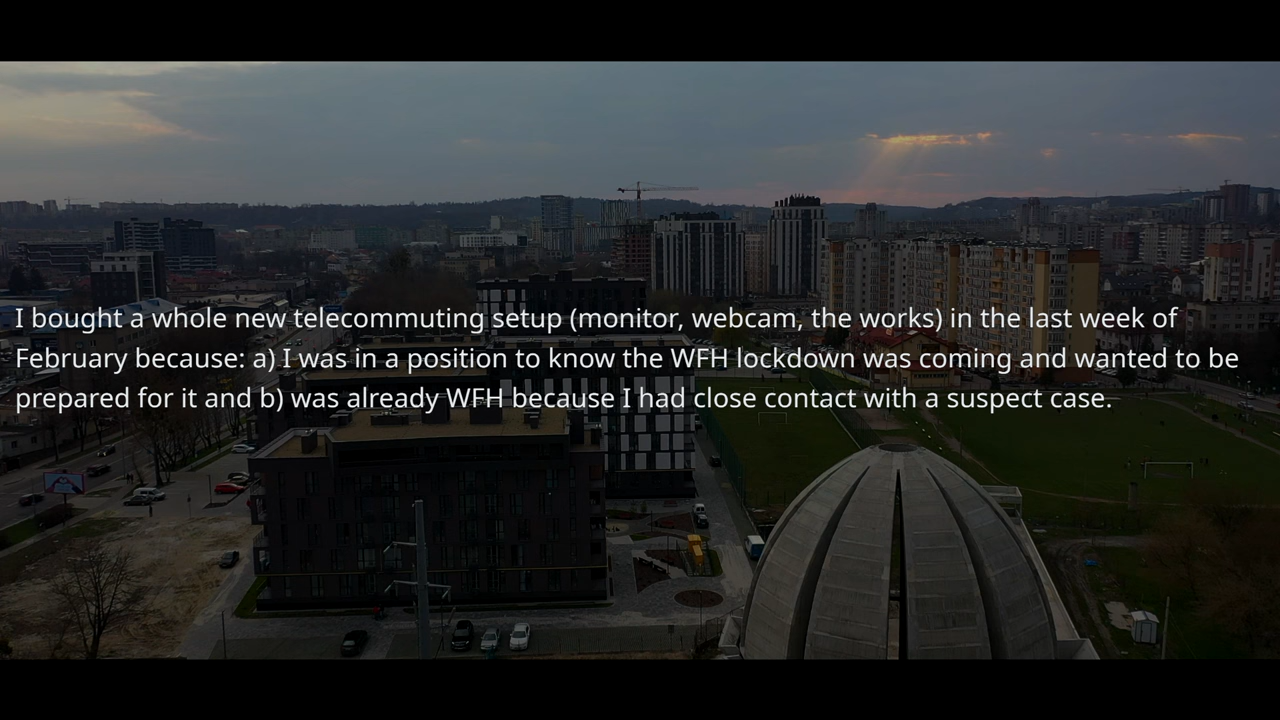 I bought a whole new telecommuting setup (monitor, webcam, the works) in the last week of
February because: a) I was in a position to know the WFH lockdown was coming and wanted to be
prepared for it and b) was already WFH because I had close contact with a suspect case.